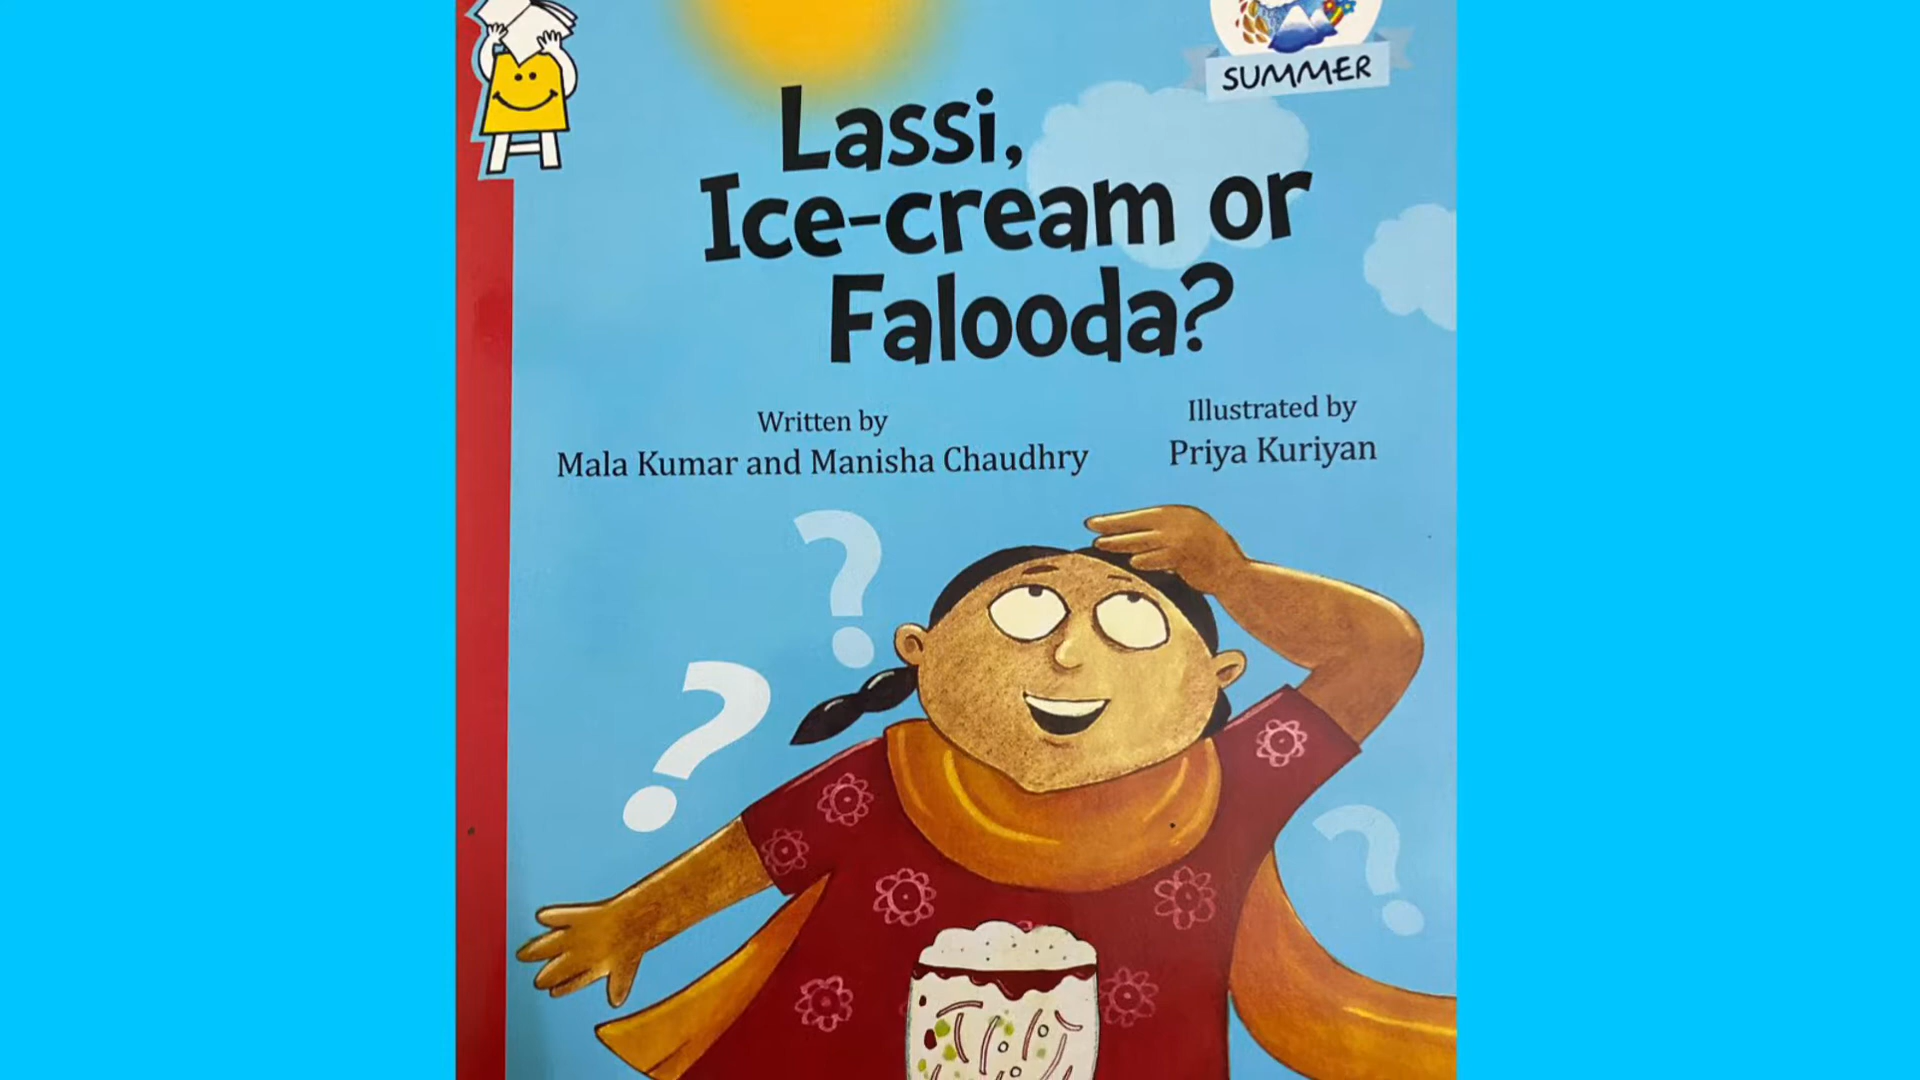 SUMMER
Lassi,
Ice-cream or
Falooda?
Written by
Mala Kumar and Manisha Chaudhry
Illustrated by
Priya Kuriyan